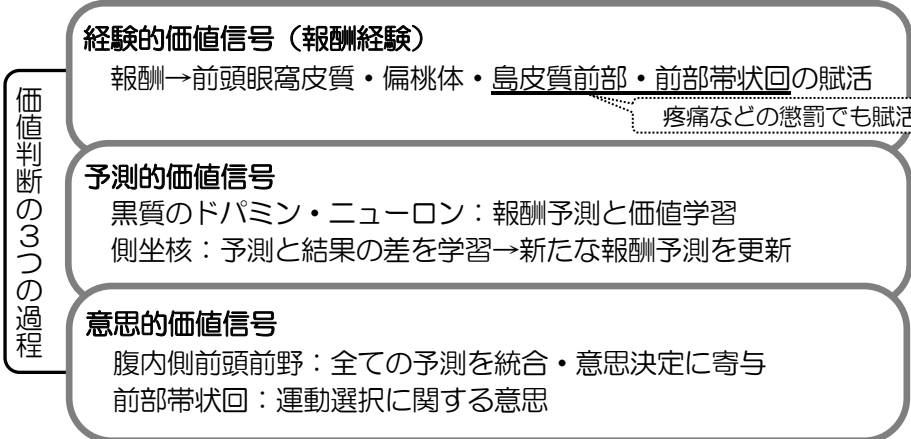 価値判断の３つの過程
経験的価値信号（報酬経験）
報酬→前頭眼窩皮質・偏桃体・島皮質前部・前部帯状回の賦活
疼痛などの懲罰でも賦活
予測的価値信号
黒質のドパミン・ニューロン：報酬予測と価値学習
側坐核：予測と結果の差を学習→新たな報酬予測を更新
意思的価値信号
腹内側前頭前野：全ての予測を統合・意思決定に寄与
前部帯状回：運動選択に関する意思